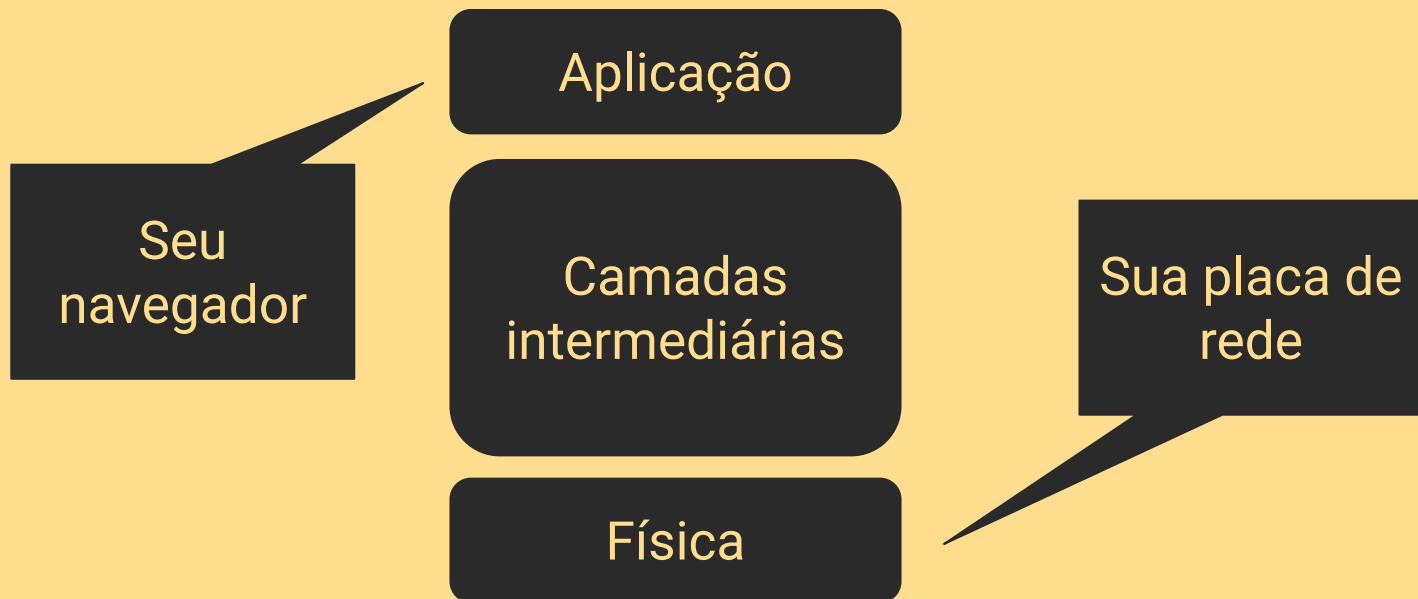 Aplicação
Seu
navegador
Camadas
intermediárias
Sua placa de
rede
Física